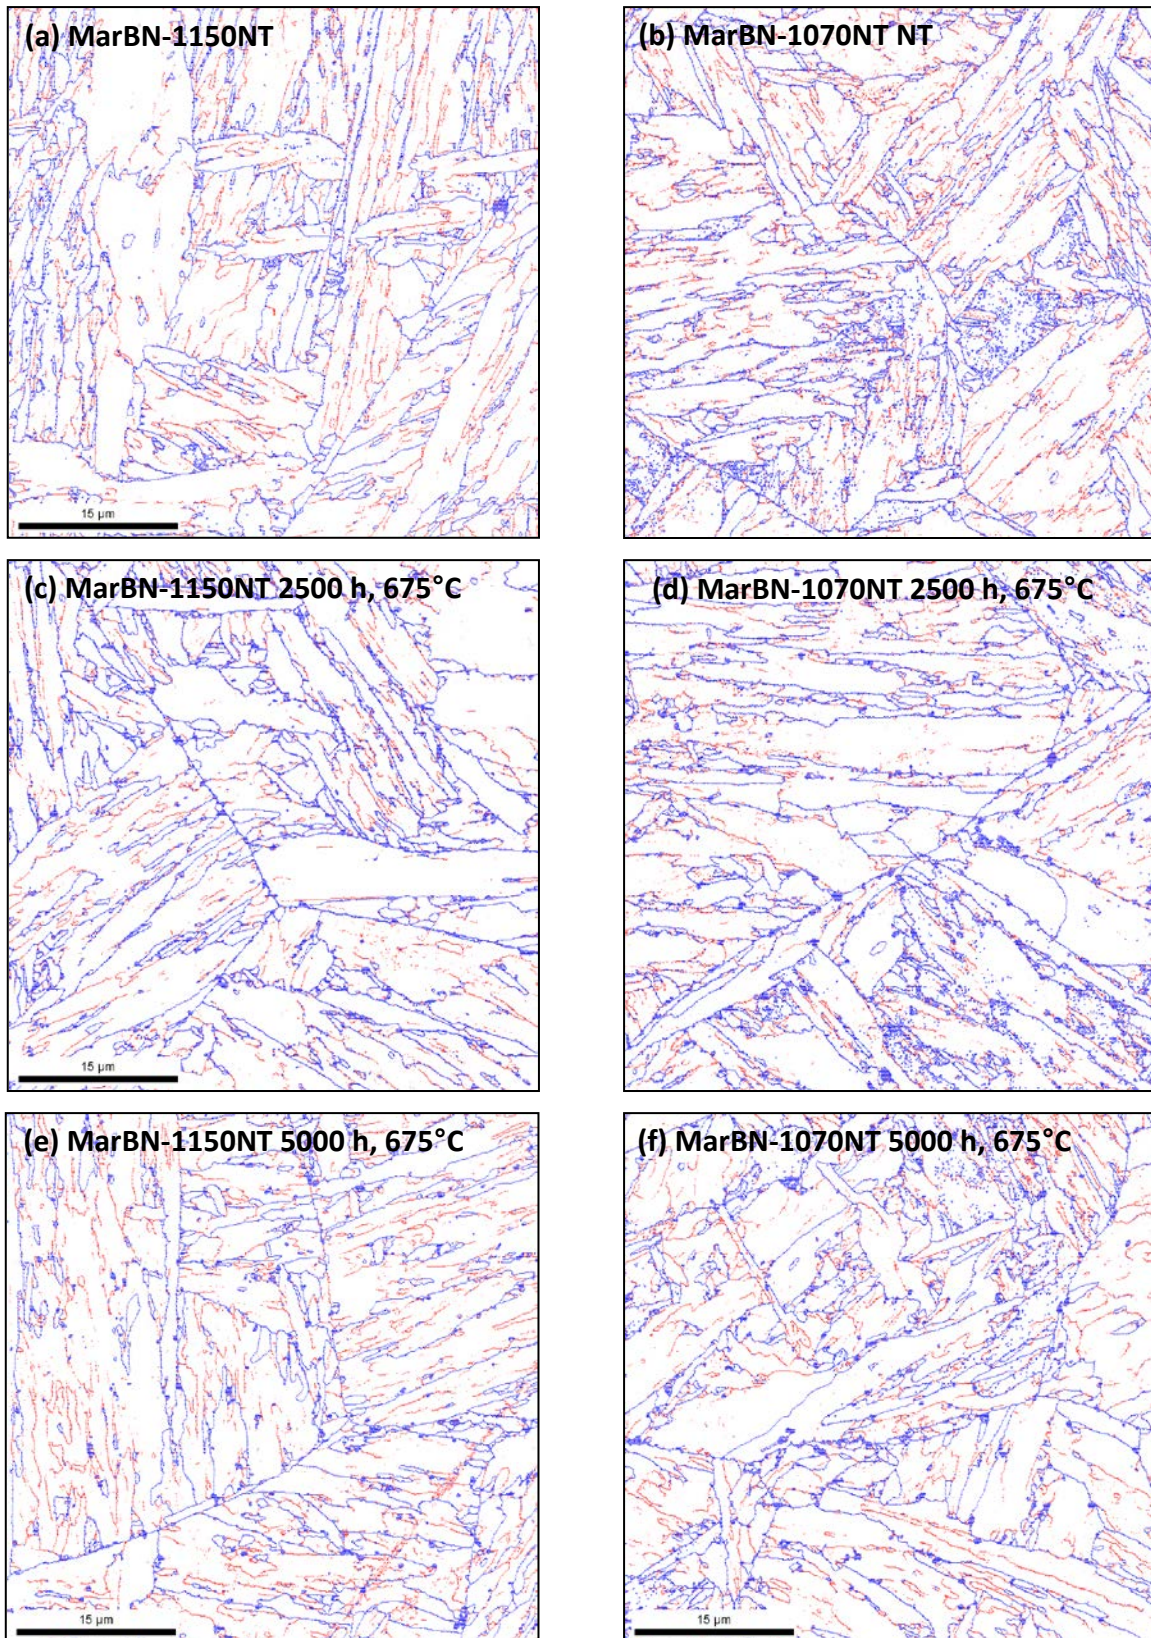 (a) MarBN-1150NT
(b) MarBN-1070NT NT
15 µm
(c) MarBN-1150NT 2500 h, 675°C
(d) MarBN-1070NT 2500 h, 675°C
15 µm
(e) MarBN-1150NT 5000 h, 675°C
(f) MarBN-1070NT 5000 h, 675°C
15 µm
15 µm